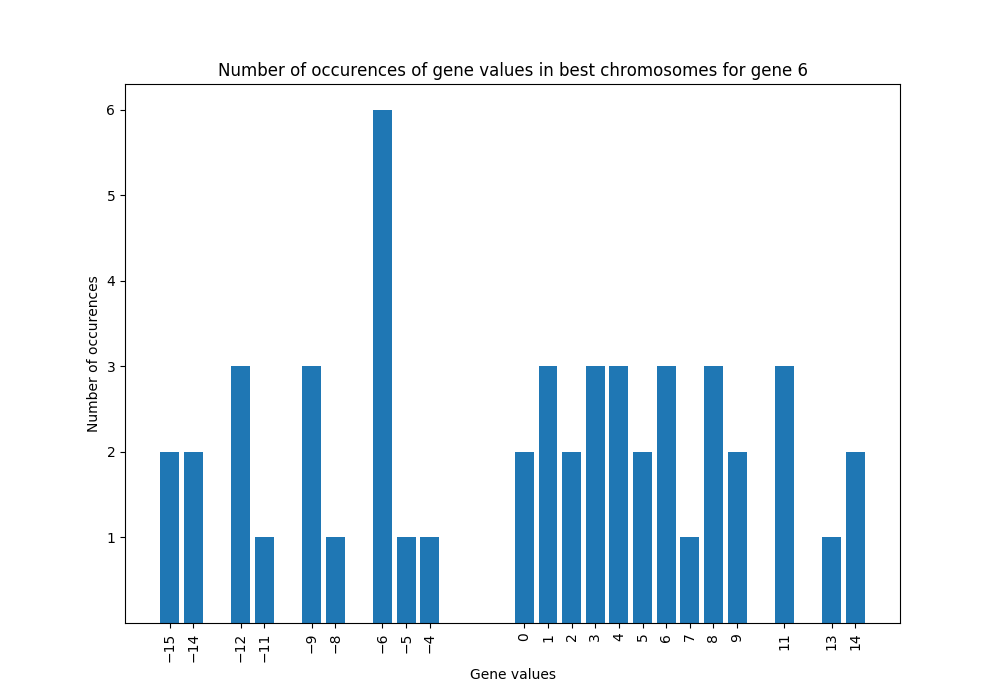 Number of occurences of gene values in best chromosomes for gene 6
6
5
4
3
2
1
Number of occurences
−15 −14 −12 −11 −9 −8 −6 −5 −4 0 1 2 3 4 5 6 7 8 9 11 13 14
Gene values